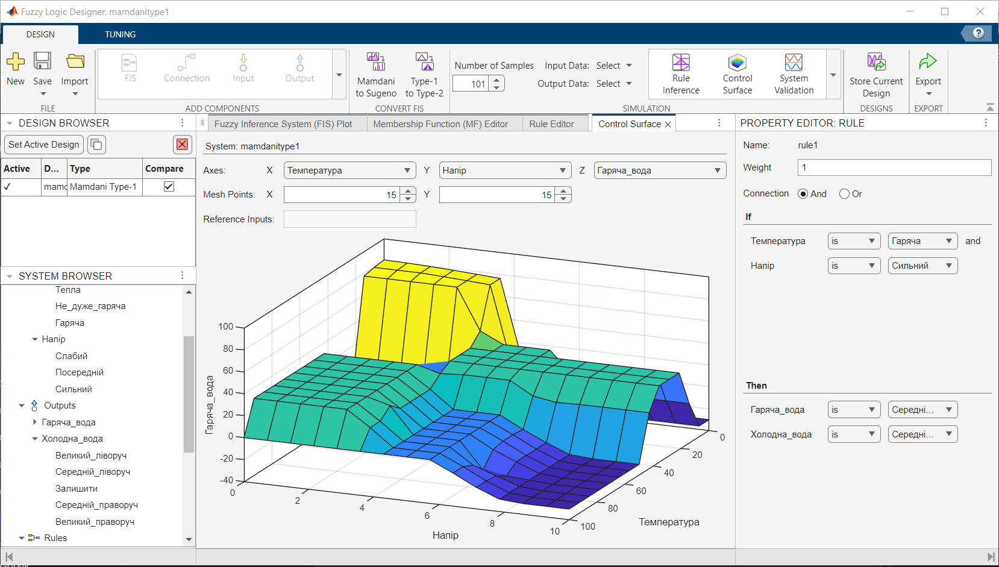 Fuzzy Logic Designer: mamdanitype1
DESIGN
TUNING
?
New
Save
Import
FILE
FIS
Connection
Input
Output
ADD COMPONENTS
Mamdani
to Sugeno
Type-1
to Type-2
CONVERT FIS
Number of Samples
101
Input Data: Select
Output Data: Select
Rule
Inference
Control
Surface
System
Validation
SIMULATION
Store Current
Design
DESIGNS
Export
EXPORT
DESIGN BROWSER
Set Active Design
Active D... Type Compare
✓ mamd Mamdani Type-1
SYSTEM BROWSER
Тепла
Не_дуже_гаряча
Гаряча
Напір
Слабий
Посередній
Сильний
Outputs
Гаряча_вода
Холодна_вода
Великий_ліворуч
Середній_ліворуч
Залишити
Середній_праворуч
Великий_праворуч
Rules
Fuzzy Inference System (FIS) Plot
Membership Function (MF) Editor
Rule Editor
Control Surface
System: mamdanitype1
Axes: X Температура Y Напір Z Гаряча_вода
Mesh Points: X 15 Y 15
Reference Inputs:
100
80
60
40
20
0
-20
-40
Гаряча_вода
0
2
4
6
8
10
Напір
0
20
40
60
80
100
Температура
PROPERTY EDITOR: RULE
Name: rule1
Weight 1
Connection And Or
If
Температура is Гаряча and
Напір is Сильний
Then
Гаряча_вода is Середні...
Холодна_вода is Середні...